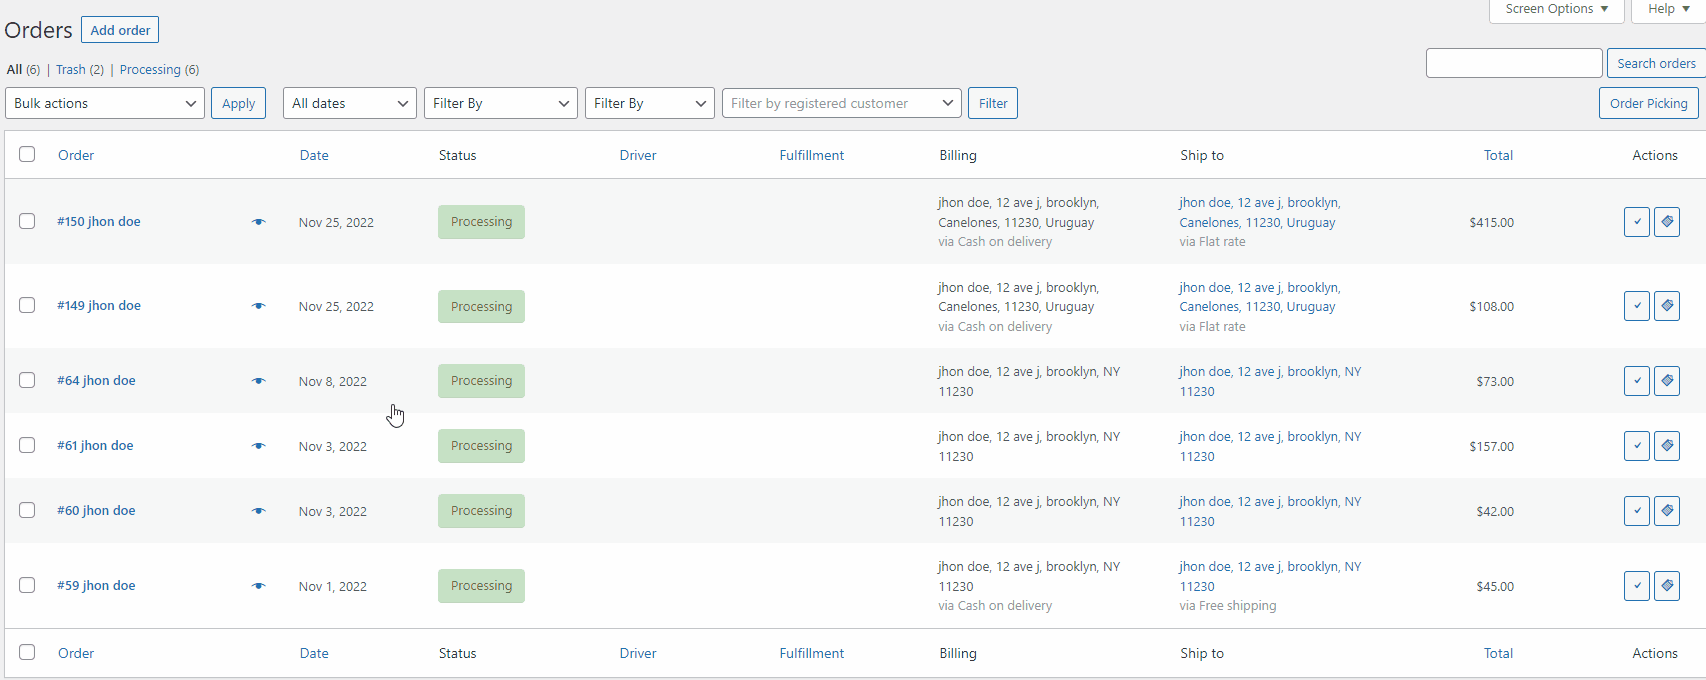 Screen Options ▼ Help ▼
Orders Add order
All (6) | Trash (2) | Processing (6)
Search orders
Bulk actions Apply All dates Filter By Filter By Filter by registered customer Filter Order Picking
Order Date Status Driver Fulfillment Billing Ship to Total Actions
#150 jhon doe Nov 25, 2022 Processing jhon doe, 12 ave j, brooklyn, jhon doe, 12 ave j, brooklyn, $415.00
Canelones, 11230, Uruguay Canelones, 11230, Uruguay
via Cash on delivery via Flat rate
#149 jhon doe Nov 25, 2022 Processing jhon doe, 12 ave j, brooklyn, jhon doe, 12 ave j, brooklyn, $108.00
Canelones, 11230, Uruguay Canelones, 11230, Uruguay
via Cash on delivery via Flat rate
#64 jhon doe Nov 8, 2022 Processing jhon doe, 12 ave j, brooklyn, NY jhon doe, 12 ave j, brooklyn, NY $73.00
11230 11230
#61 jhon doe Nov 3, 2022 Processing jhon doe, 12 ave j, brooklyn, NY jhon doe, 12 ave j, brooklyn, NY $157.00
11230 11230
#60 jhon doe Nov 3, 2022 Processing jhon doe, 12 ave j, brooklyn, NY jhon doe, 12 ave j, brooklyn, NY $42.00
11230 11230
#59 jhon doe Nov 1, 2022 Processing jhon doe, 12 ave j, brooklyn, NY jhon doe, 12 ave j, brooklyn, NY $45.00
11230 11230
via Cash on delivery via Free shipping
Order Date Status Driver Fulfillment Billing Ship to Total Actions